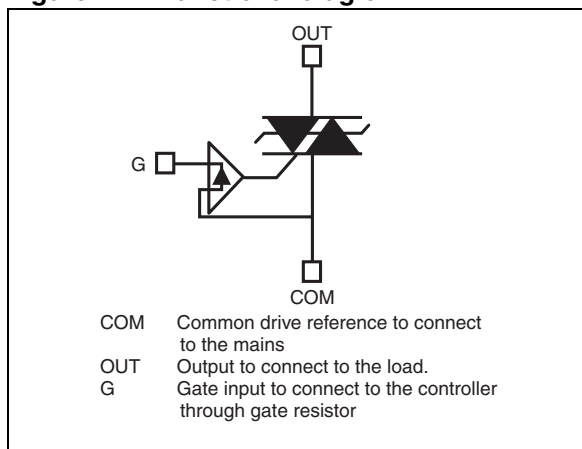 OUT
G
COM
COM Common drive reference to connect
to the mains
OUT Output to connect to the load.
G Gate input to connect to the controller
through gate resistor